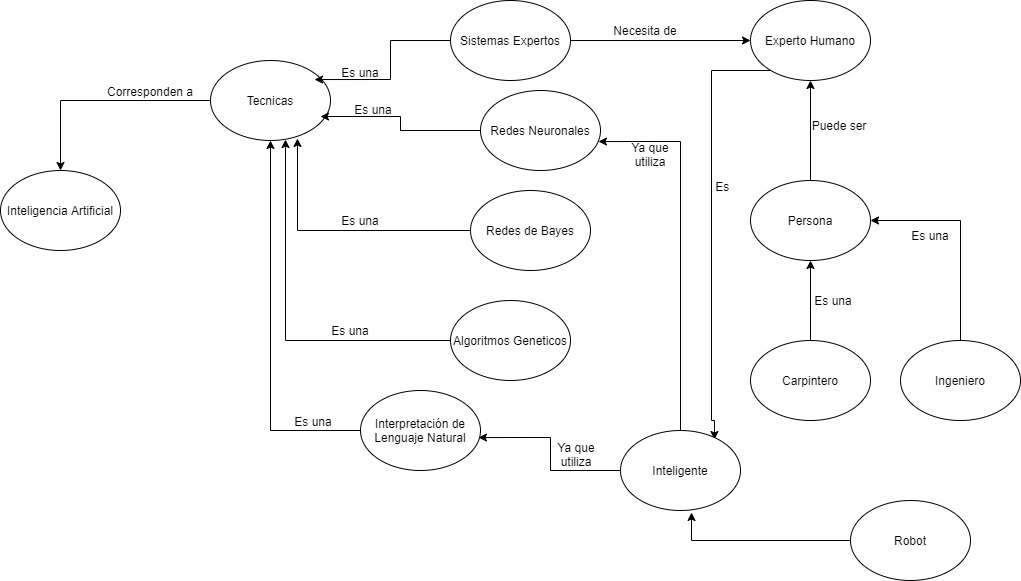 Sistemas Expertos
Necesita de
Experto Humano
Es una
Corresponden a
Tecnicas
Es una
Redes Neuronales
Puede ser
Ya que
utiliza
Es
Inteligencia Artificial
Es una
Redes de Bayes
Persona
Es una
Es una
Es una
Algoritmos Geneticos
Carpintero
Ingeniero
Es una
Interpretación de
Lenguaje Natural
Ya que
utiliza
Inteligente
Robot